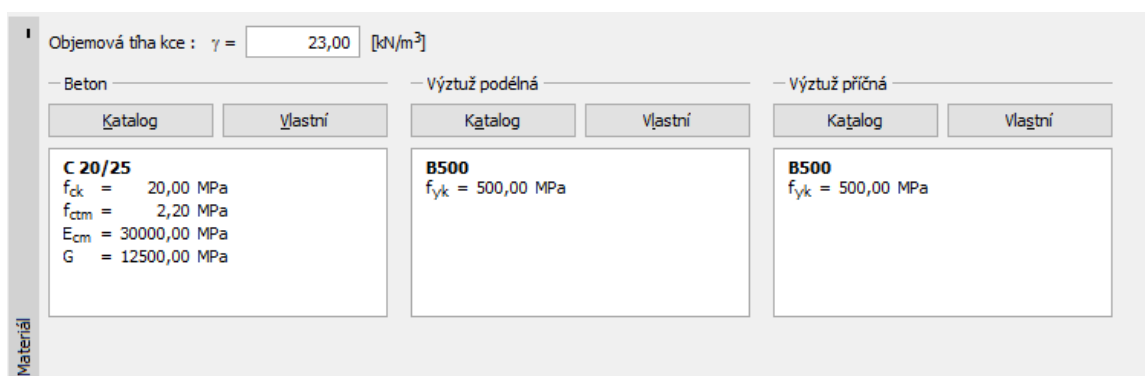 Objemová tíha kce : γ = 23,00 [kN/m³]
Beton
Katalog Vlastní
C 20/25
fck = 20,00 MPa
fctm = 2,20 MPa
Ecm = 30000,00 MPa
G = 12500,00 MPa
Výztuž podélná
Katalog Vlastní
B500
fyk = 500,00 MPa
Výztuž příčná
Katalog Vlastní
B500
fyk = 500,00 MPa
Materiál